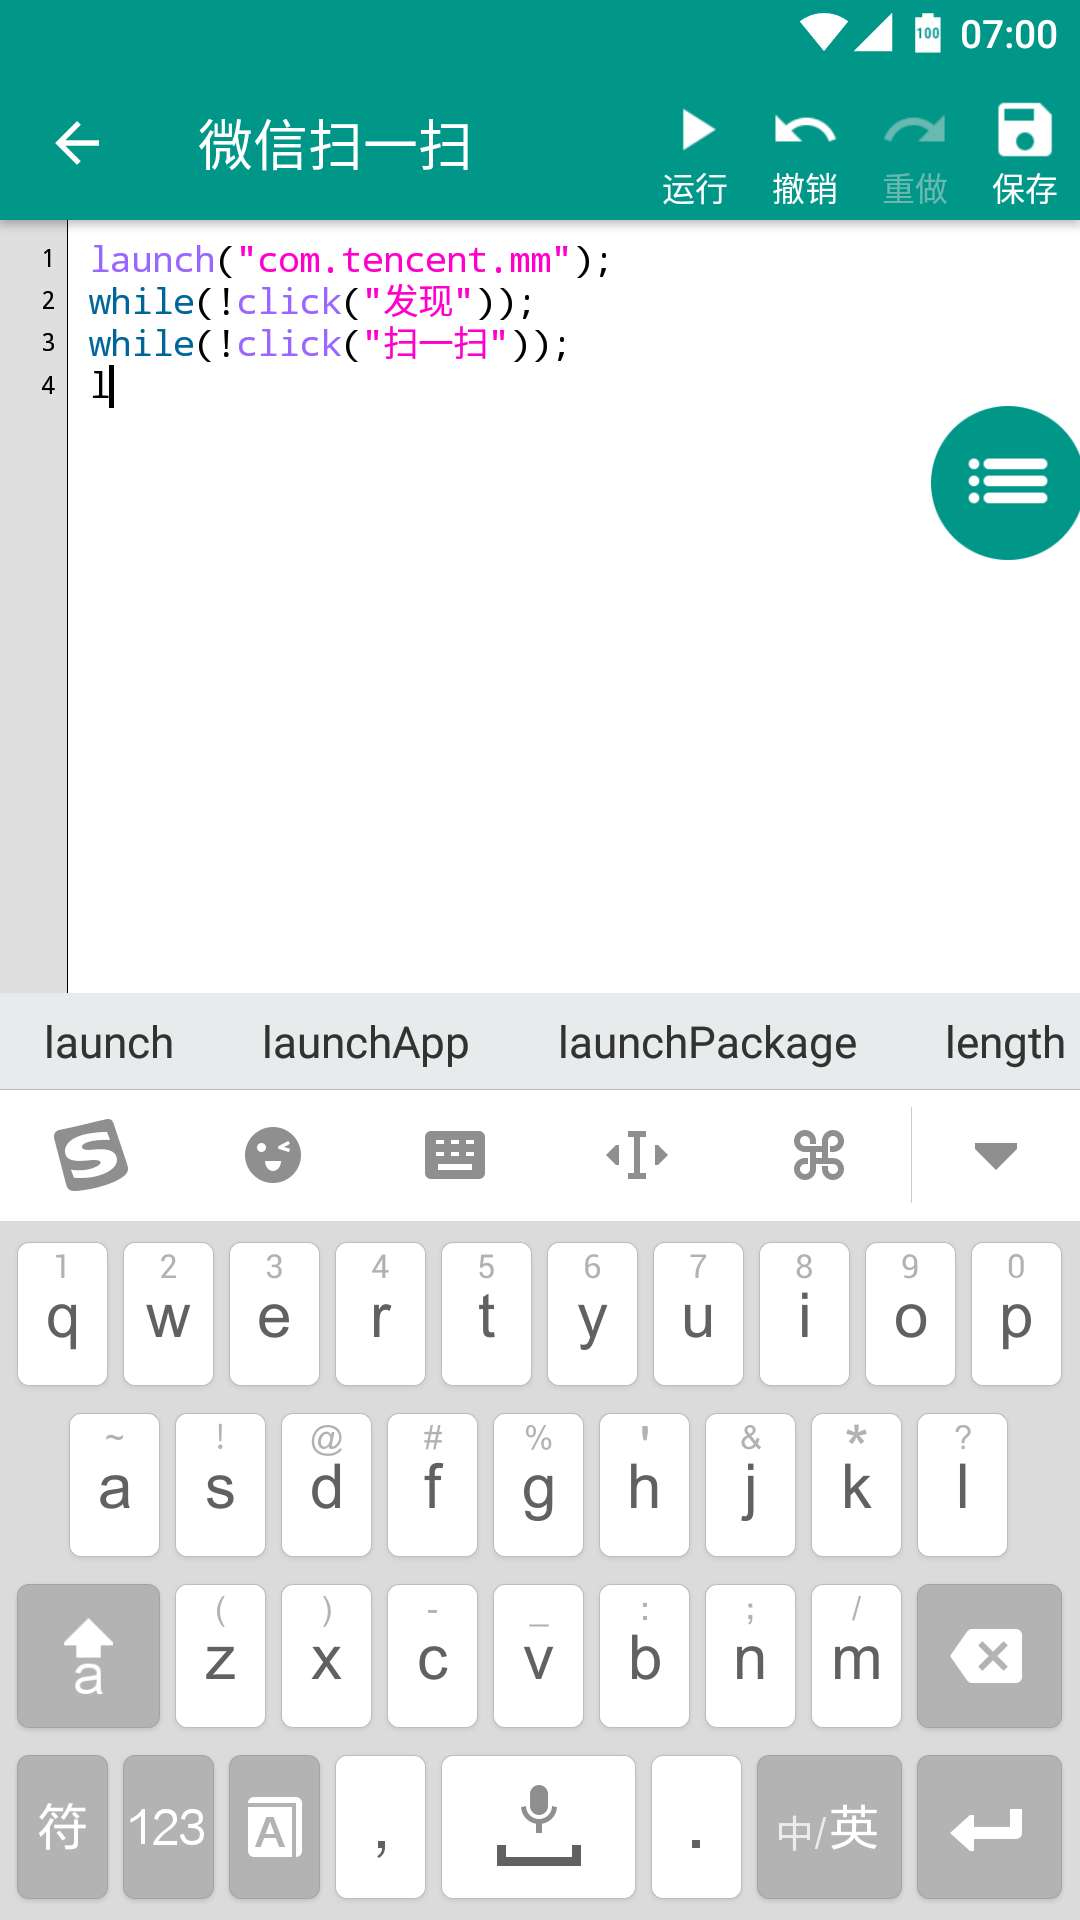 100 07:00
微信扫一扫
运行 撤销 重做 保存
1 launch("com.tencent.mm");
2 while(!click("发现"));
3 while(!click("扫一扫"));
4 l
launch launchApp launchPackage length
S
1 2 3 4 5 6 7 8 9 0
q w e r t y u i o p
~ ! @ # % ' & * ?
a s d f g h j k l
( ) - _ : ; /
a z x c v b n m
符 123 A , . 中/英